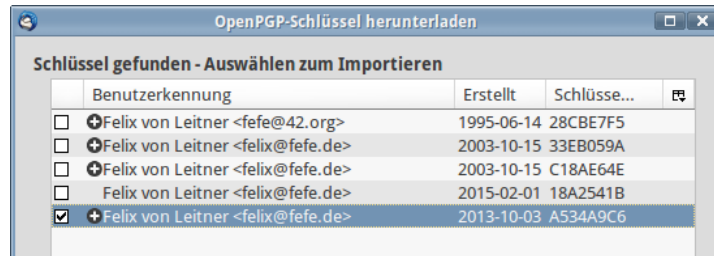 OpenPGP-Schlüssel herunterladen
Schlüssel gefunden - Auswählen zum Importieren
Benutzerkennung Erstellt Schlüsse...
Felix von Leitner <fefe@42.org> 1995-06-14 28CBE7F5
Felix von Leitner <felix@fefe.de> 2003-10-15 33EB059A
Felix von Leitner <felix@fefe.de> 2003-10-15 C18AE64E
Felix von Leitner <felix@fefe.de> 2015-02-01 18A2541B
Felix von Leitner <felix@fefe.de> 2013-10-03 A534A9C6